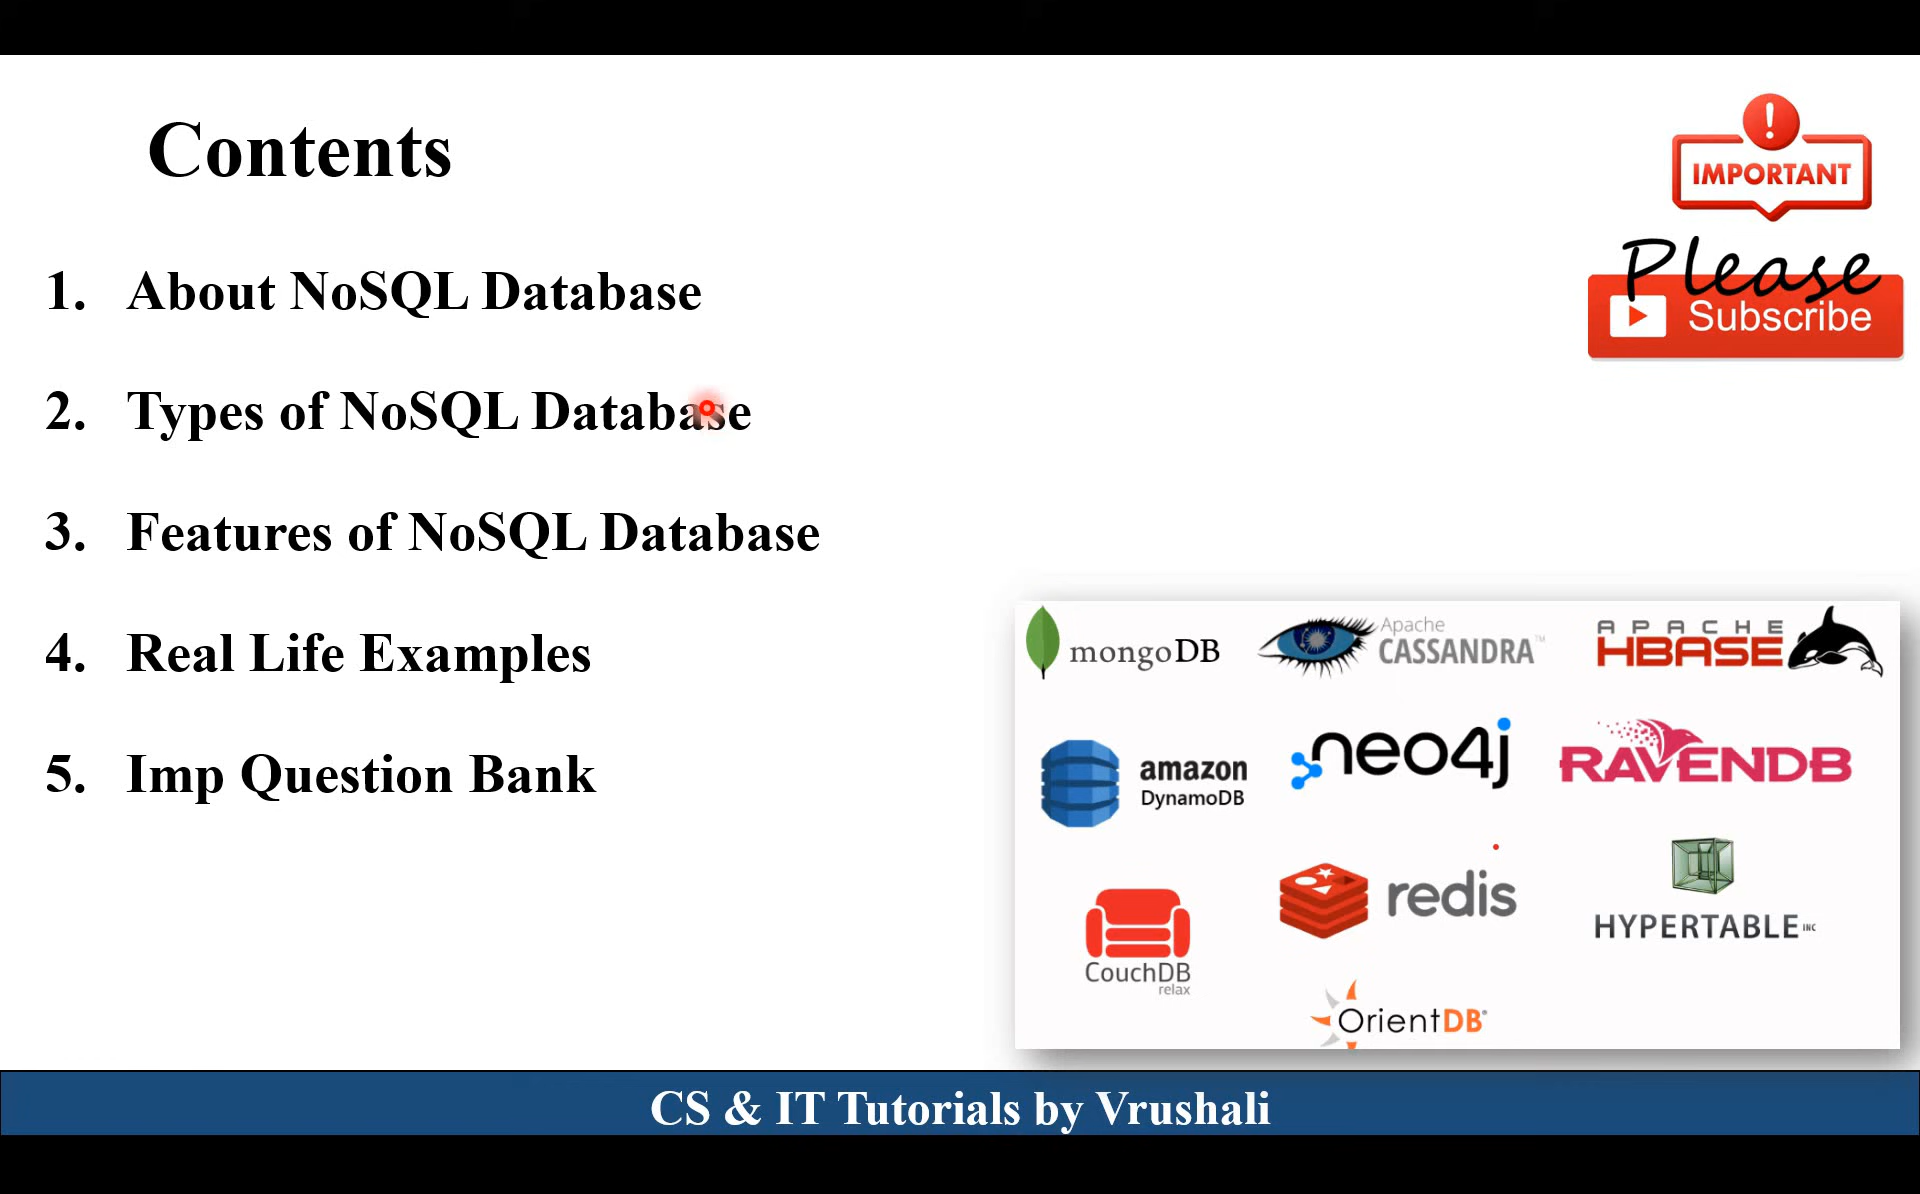 Contents
1. About NoSQL Database
2. Types of NoSQL Database
3. Features of NoSQL Database
4. Real Life Examples
5. Imp Question Bank
!
IMPORTANT
Please
Subscribe
mongoDB
Apache
CASSANDRA™
APACHE
HBASE
amazon
DynamoDB
neo4j
RAVENDB
CouchDB
relax
redis
HYPERTABLE INC
OrientDB®
CS & IT Tutorials by Vrushali